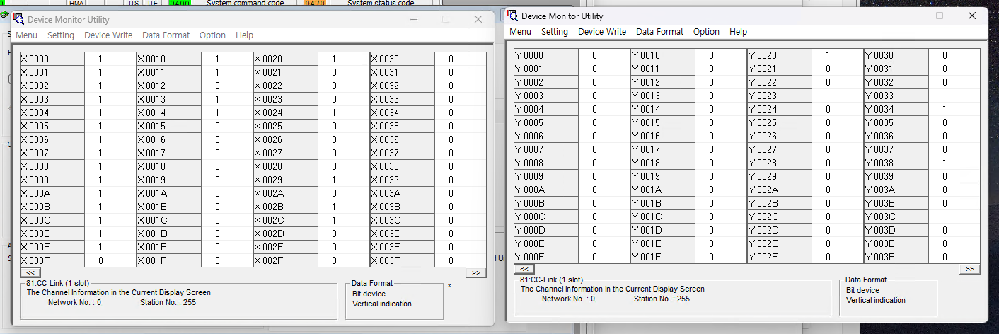 HMA ITS ITE 0400 System command code 0470 System status code
Device Monitor Utility
Menu Setting Device Write Data Format Option Help
X0000 1 X0010 1 X0020 1 X0030 0
X0001 1 X0011 1 X0021 0 X0031 0
X0002 1 X0012 0 X0022 0 X0032 0
X0003 1 X0013 1 X0023 0 X0033 0
X0004 1 X0014 1 X0024 1 X0034 0
X0005 1 X0015 0 X0025 0 X0035 0
X0006 1 X0016 0 X0026 0 X0036 0
X0007 1 X0017 0 X0027 0 X0037 0
X0008 1 X0018 0 X0028 0 X0038 0
X0009 1 X0019 0 X0029 1 X0039 0
X000A 1 X001A 0 X002A 0 X003A 0
X000B 1 X001B 0 X002B 1 X003B 0
X000C 1 X001C 0 X002C 1 X003C 0
X000D 1 X001D 0 X002D 0 X003D 0
X000E 1 X001E 0 X002E 0 X003E 0
X000F 0 X001F 0 X002F 0 X003F 0
<< >>
81:CC-Link (1 slot)
The Channel Information in the Current Display Screen
Network No. : 0 Station No. : 255
Data Format *
Bit device
Vertical indication
Device Monitor Utility
Menu Setting Device Write Data Format Option Help
Y0000 0 Y0010 0 Y0020 1 Y0030 0
Y0001 0 Y0011 0 Y0021 0 Y0031 0
Y0002 0 Y0012 0 Y0022 0 Y0032 0
Y0003 0 Y0013 0 Y0023 1 Y0033 1
Y0004 0 Y0014 0 Y0024 0 Y0034 1
Y0005 0 Y0015 0 Y0025 0 Y0035 0
Y0006 0 Y0016 0 Y0026 0 Y0036 0
Y0007 0 Y0017 0 Y0027 0 Y0037 0
Y0008 0 Y0018 0 Y0028 0 Y0038 1
Y0009 0 Y0019 0 Y0029 0 Y0039 0
Y000A 0 Y001A 0 Y002A 0 Y003A 0
Y000B 0 Y001B 0 Y002B 0 Y003B 0
Y000C 0 Y001C 0 Y002C 0 Y003C 1
Y000D 0 Y001D 0 Y002D 0 Y003D 0
Y000E 0 Y001E 0 Y002E 0 Y003E 0
Y000F 0 Y001F 0 Y002F 0 Y003F 0
<< >>
81:CC-Link (1 slot)
The Channel Information in the Current Display Screen
Network No. : 0 Station No. : 255
Data Format
Bit device
Vertical indication